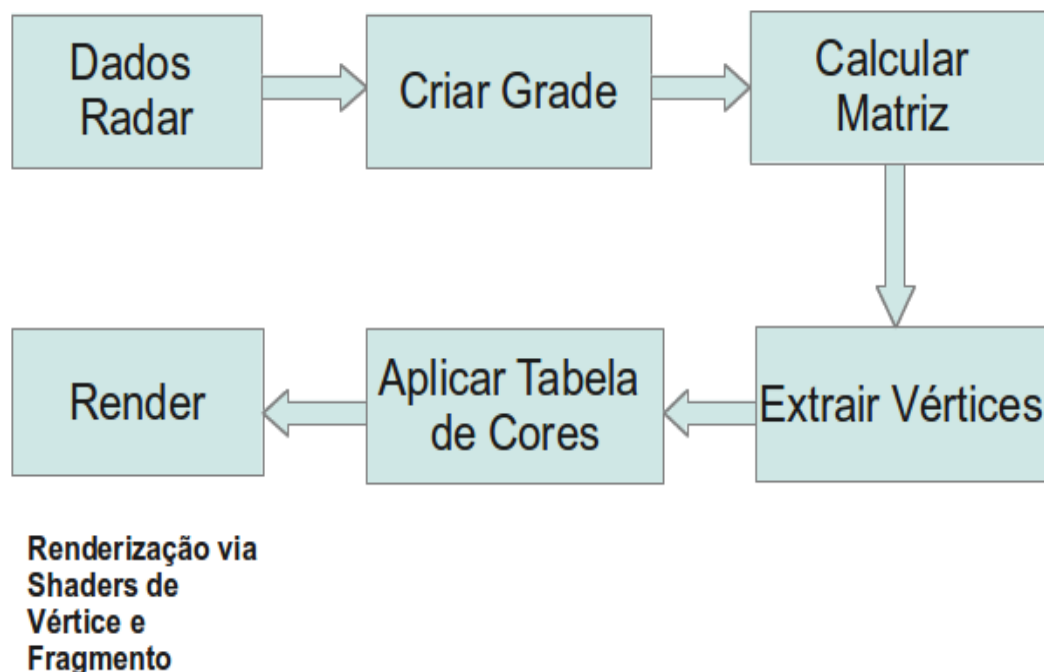 Dados
Radar
Criar Grade
Calcular
Matriz
Extrair Vértices
Aplicar Tabela
de Cores
Render
Renderização via
Shaders de
Vértice e
Fragmento